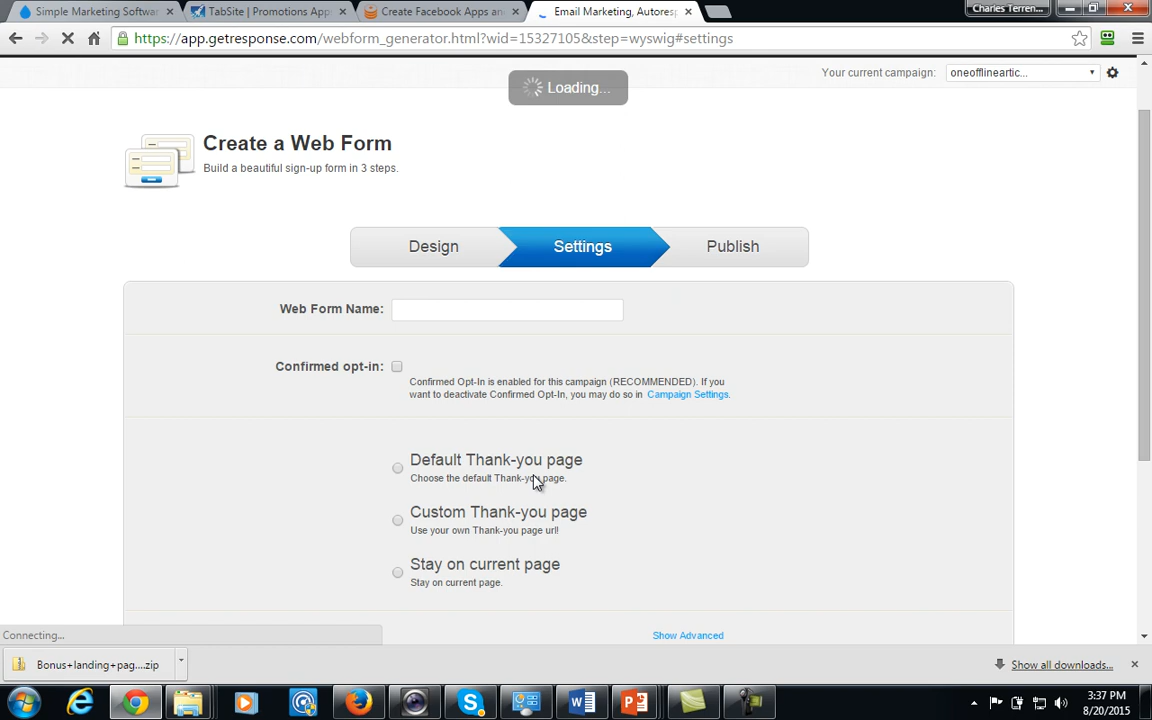 Simple Marketing Softwa
TabSite | Promotions App
Create Facebook Apps an
Email Marketing, Autoresp
Charles Terren...
https://app.getresponse.com/webform_generator.html?wid=15327105&step=wyswig#settings
Loading...
Your current campaign:
oneofflineartic...
Create a Web Form
Build a beautiful sign-up form in 3 steps.
Design
Settings
Publish
Web Form Name:
Confirmed opt-in:
Confirmed Opt-In is enabled for this campaign (RECOMMENDED). If you
want to deactivate Confirmed Opt-In, you may do so in Campaign Settings.
Default Thank-you page
Choose the default Thank-you page.
Custom Thank-you page
Use your own Thank-you page url!
Stay on current page
Stay on current page.
Show Advanced
Connecting...
Bonus+landing+pag....zip
Show all downloads...
3:37 PM
8/20/2015